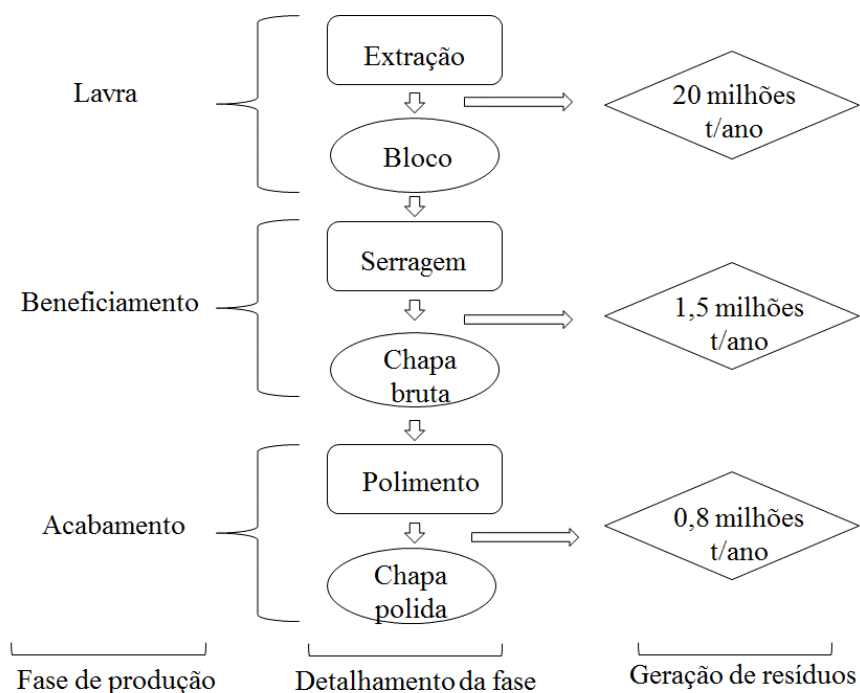 Lavra
Extração
20 milhões
t/ano
Bloco
Beneficiamento
Serragem
1,5 milhões
t/ano
Chapa
bruta
Acabamento
Polimento
0,8 milhões
t/ano
Chapa
polida
Fase de produção
Detalhamento da fase
Geração de resíduos